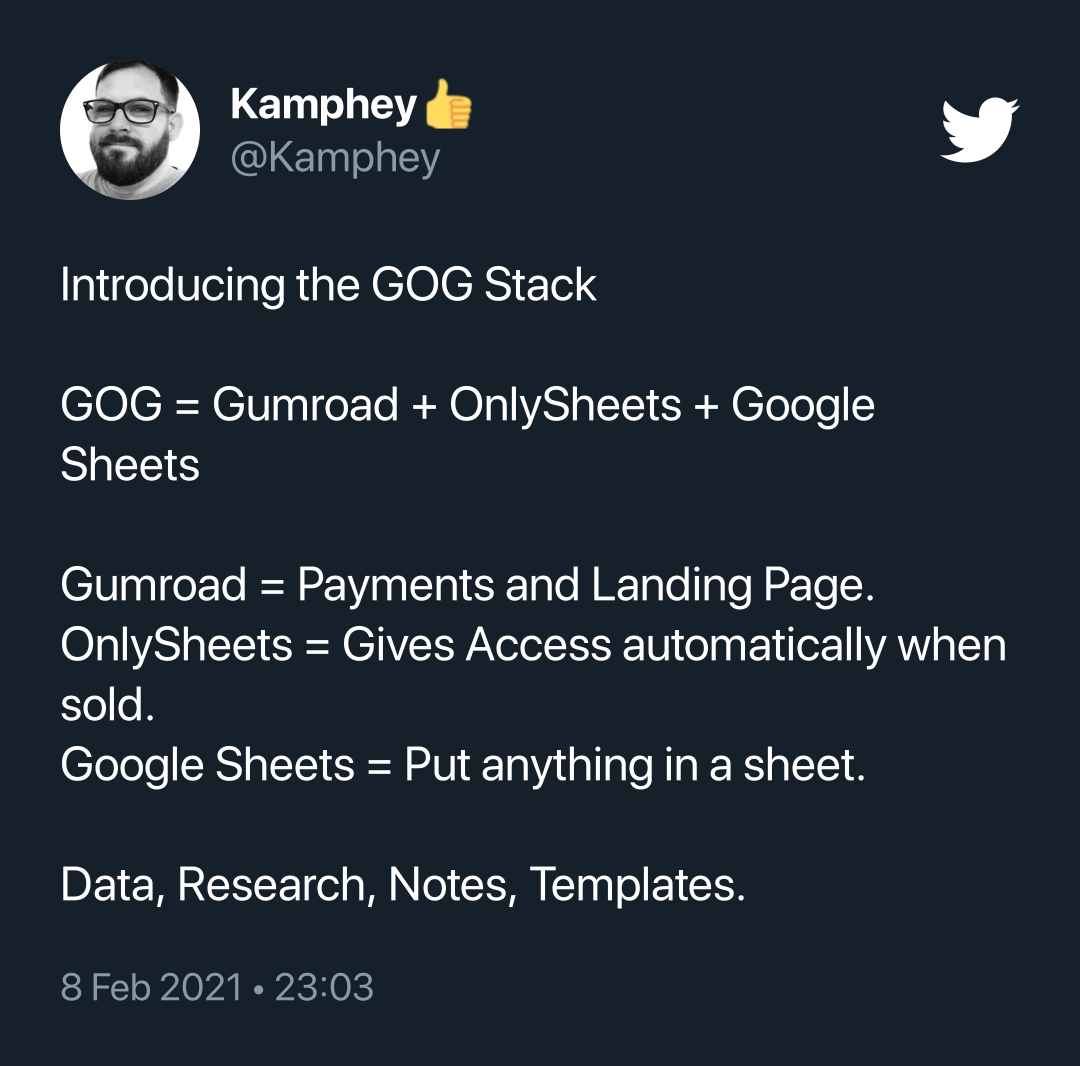 Kamphey👍
@Kamphey
Introducing the GOG Stack
GOG = Gumroad + OnlySheets + Google
Sheets
Gumroad = Payments and Landing Page.
OnlySheets = Gives Access automatically when
sold.
Google Sheets = Put anything in a sheet.
Data, Research, Notes, Templates.
8 Feb 2021 • 23:03